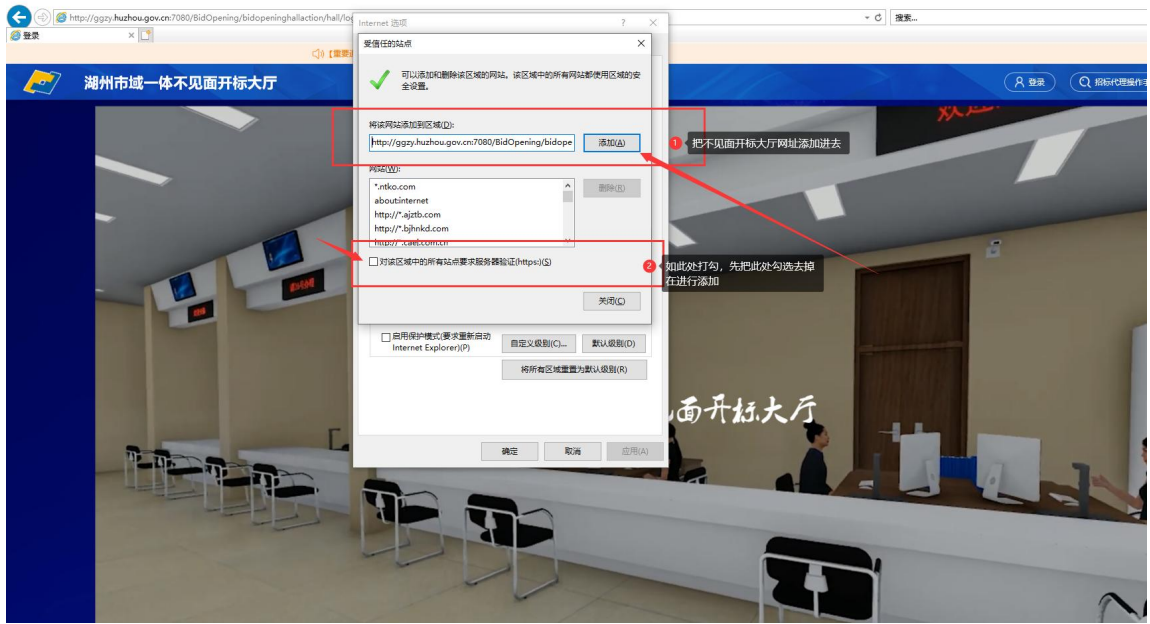 http://ggzy.huzhou.gov.cn:7080/BidOpening/bidopeninghallaction/hall/log
搜索...
登录
【重要
湖州市域一体不见面开标大厅
登录
招标代理操作手
Internet 选项
受信任的站点
可以添加和删除该区域的网站。该区域中的所有网站都使用区域的安
全设置。
将该网站添加到区域(D):
http://ggzy.huzhou.gov.cn:7080/BidOpening/bidope
添加(A)
1
把不见面开标大厅网址添加进去
网站(W):
*.ntko.com
about:internet
http://*.ajztb.com
http://*.bjhnkd.com
http://*.cael.com.cn
删除(R)
对该区域中的所有站点要求服务器验证(https:)(S)
2
如此处打勾，先把此处勾选去掉
在进行添加
关闭(C)
启用保护模式(要求重新启动
Internet Explorer)(P)
自定义级别(C)...
默认级别(D)
将所有区域重置为默认级别(R)
面开标大厅
确定
取消
应用(A)